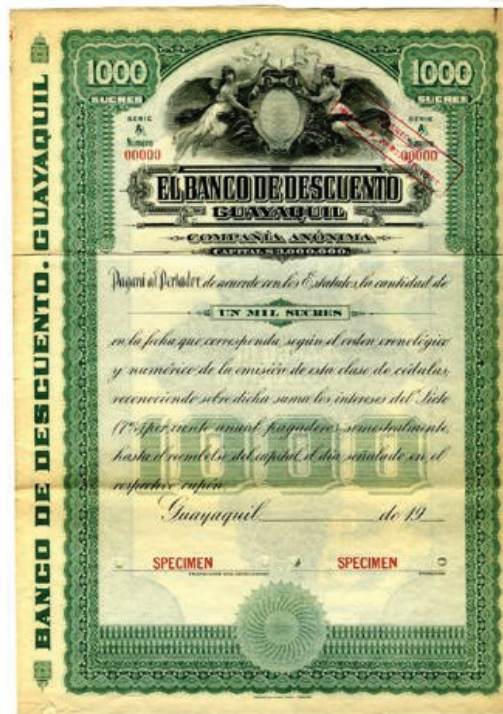 BANCO DE DESCUENTO. GUAYAQUIL
1000 1000
SUCRES SUCRES
SERIE SERIE
A. A.
Número Número
00000 00000
EL BANCO DE DESCUENTO
GUAYAQUIL
COMPAÑIA ANÓNIMA
CAPITAL $ 3,000,000.
Pagará al Portador, de acuerdo con los Estatutos, la cantidad de
UN MIL SUCRES
en la fecha que corresponda, según el orden cronológico
y numérico de la emisión de esta clase de cédulas,
reconociendo sobre dicha suma los intereses del Siete
(7%) por ciento anual pagaderos semestralmente,
hasta el reembolso del capital, el día señalado en el
respectivo cupón.
1000
Guayaquil de 19
SPECIMEN SPECIMEN